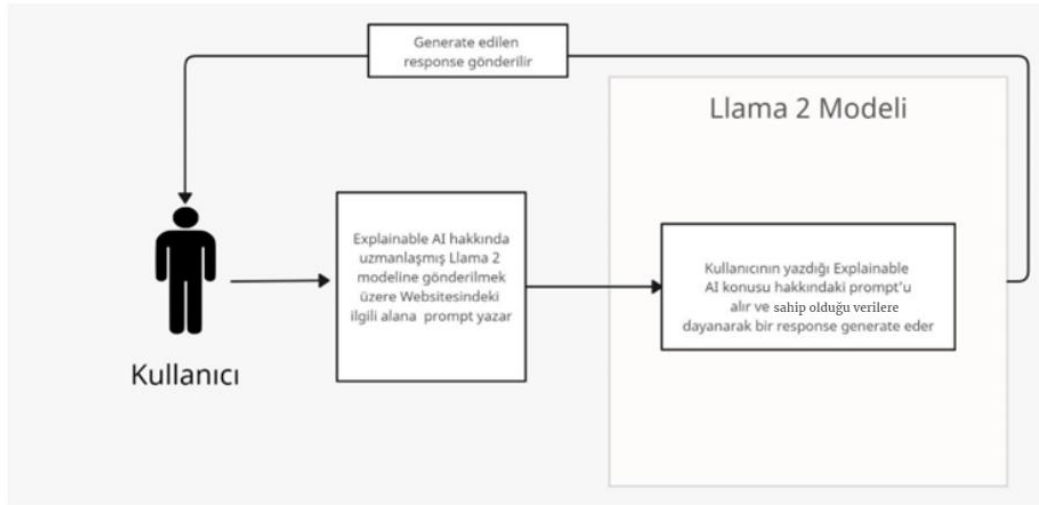 Generate edilen
response gönderilir
Llama 2 Modeli
Explainable AI hakkında
uzmanlaşmış Llama 2
modeline gönderilmek
üzere Websitesindeki
ilgili alana prompt yazar
Kullanıcının yazdığı Explainable
AI konusu hakkındaki prompt'u
alır ve sahip olduğu verilere
dayanarak bir response generate eder
Kullanıcı